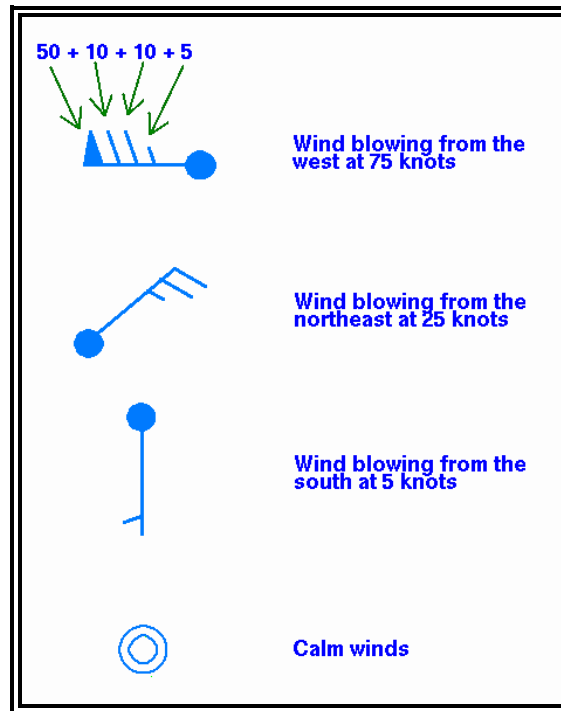 50 + 10 + 10 + 5
Wind blowing from the
west at 75 knots
Wind blowing from the
northeast at 25 knots
Wind blowing from the
south at 5 knots
Calm winds